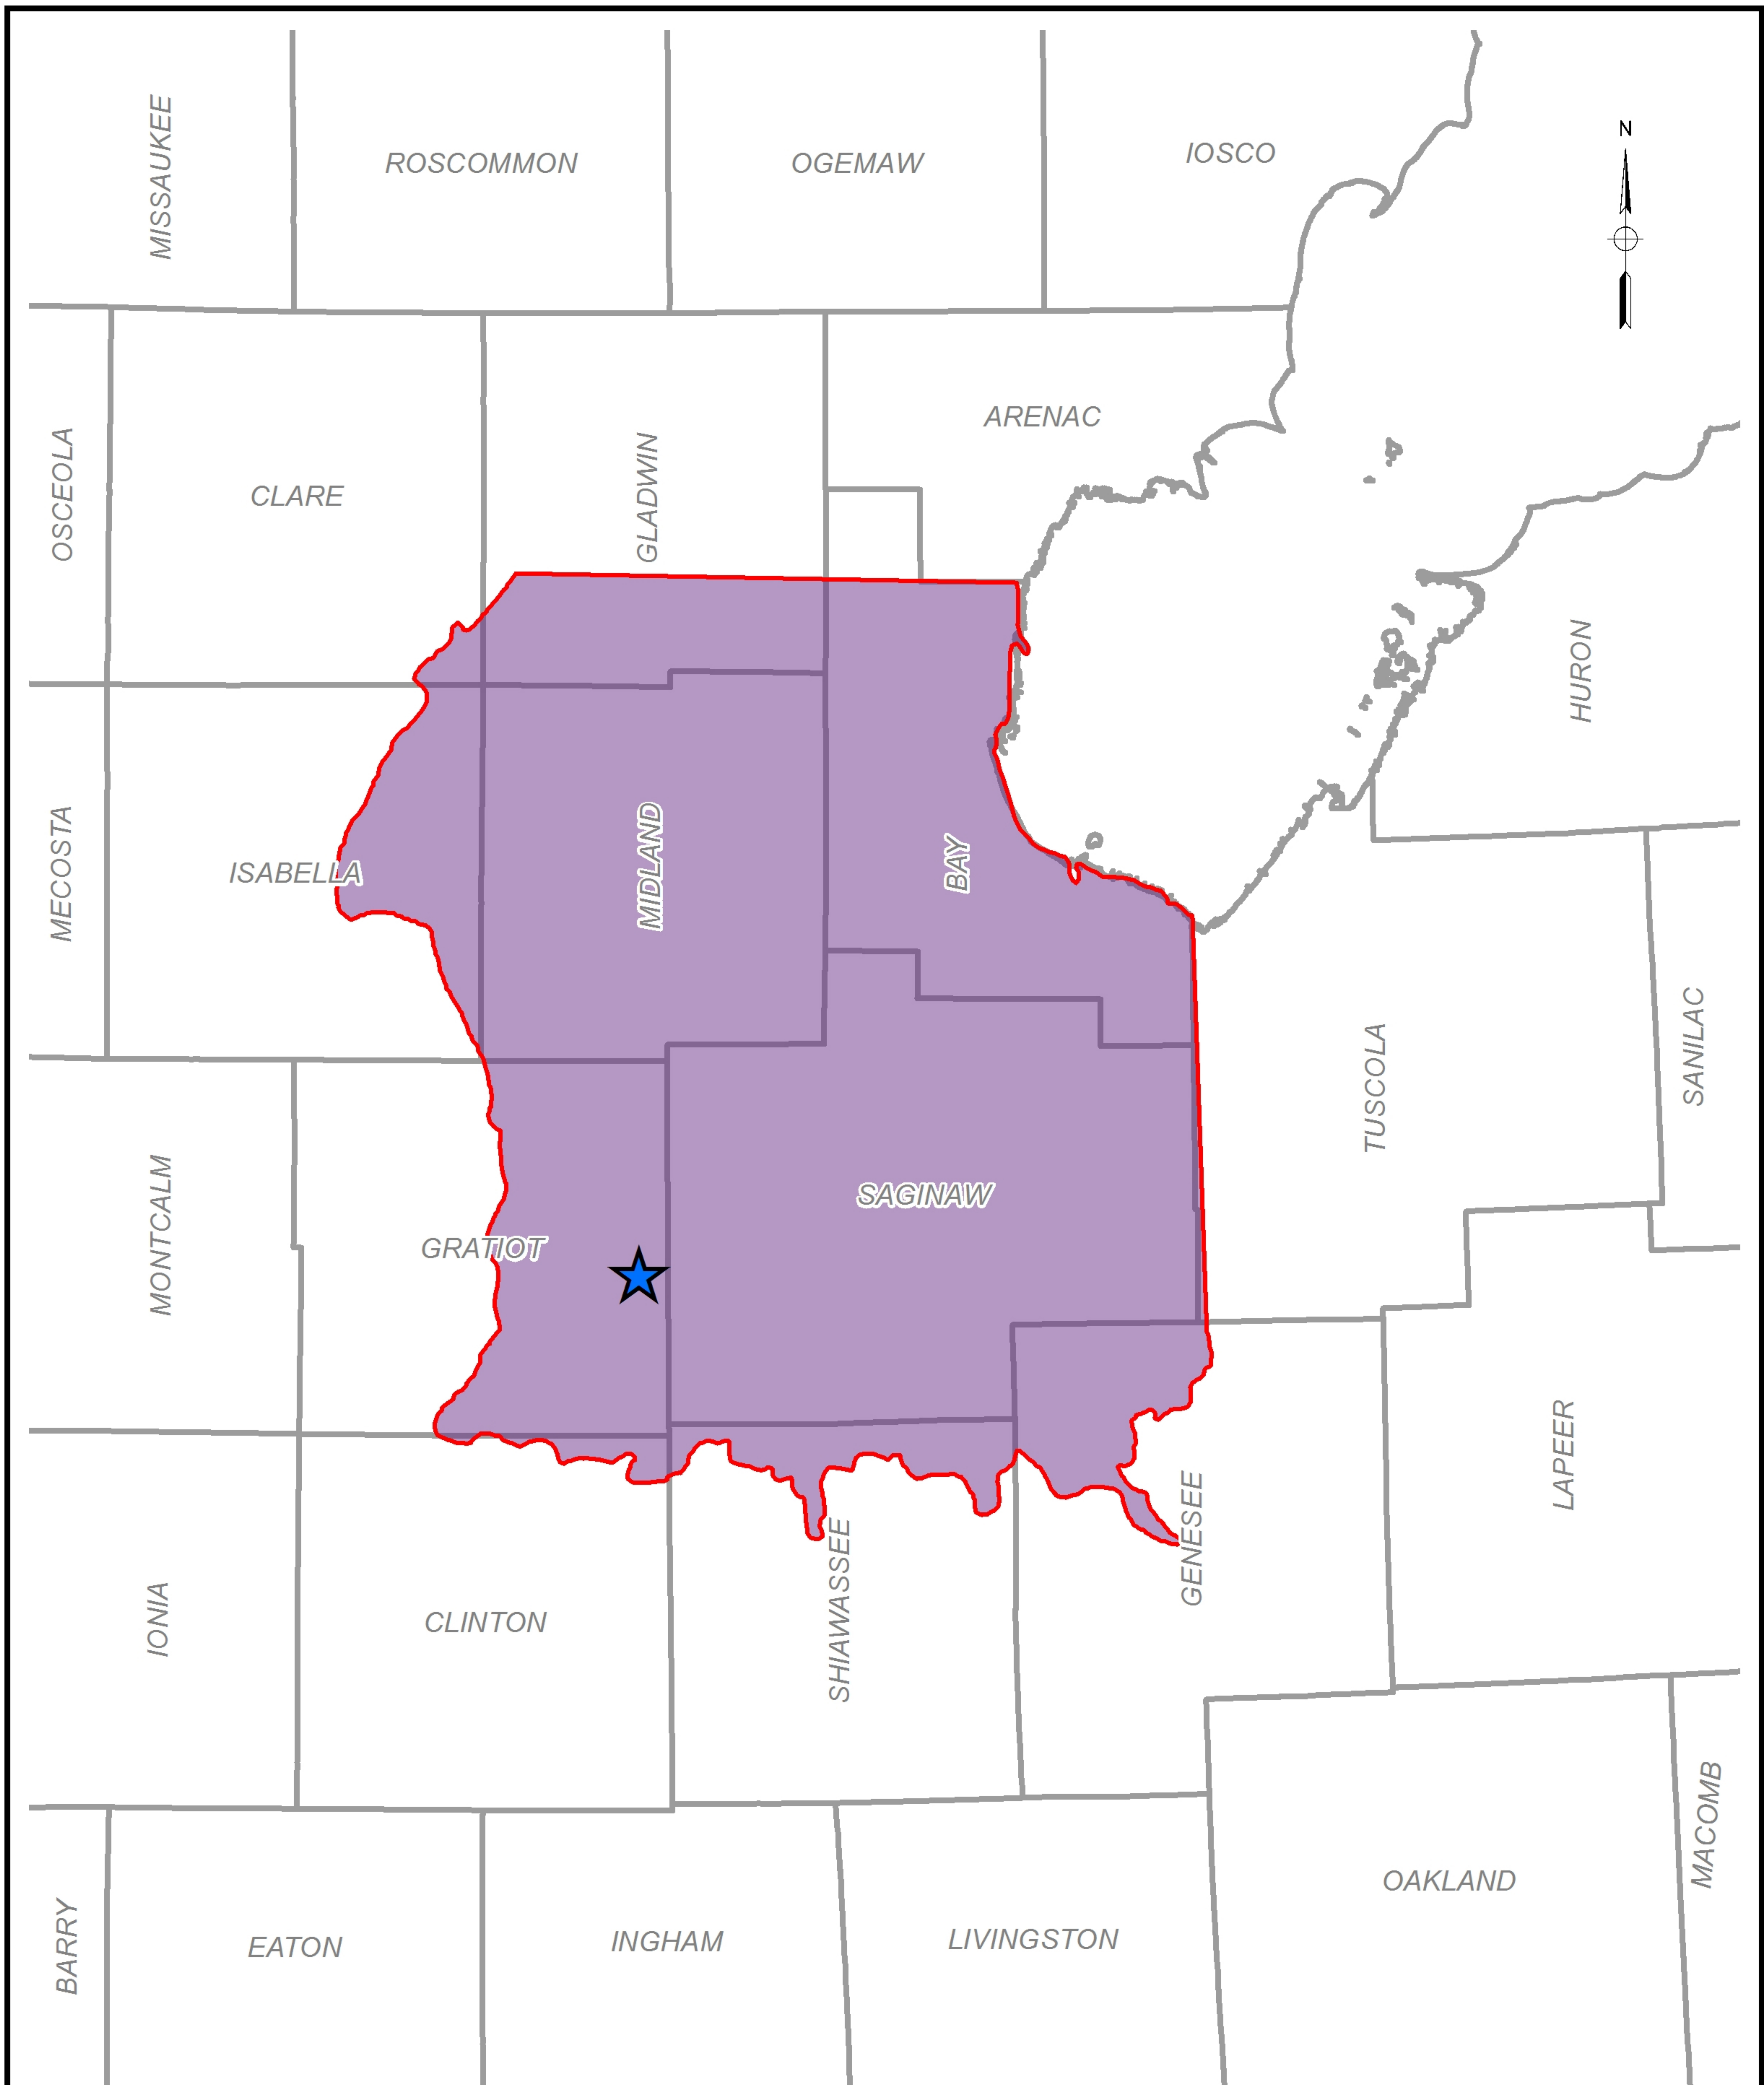 N
MISSAUKEE
ROSCOMMON
OGEMAW
IOSCO
OSCEOLA
CLARE
GLADWIN
ARENAC
HURON
MECOSTA
ISABELLA
MIDLAND
BAY
SANILAC
TUSCOLA
MONTCALM
GRATIOT
SAGINAW
LAPEER
IONIA
CLINTON
SHIAWASSEE
GENESEE
MACOMB
OAKLAND
BARRY
EATON
INGHAM
LIVINGSTON